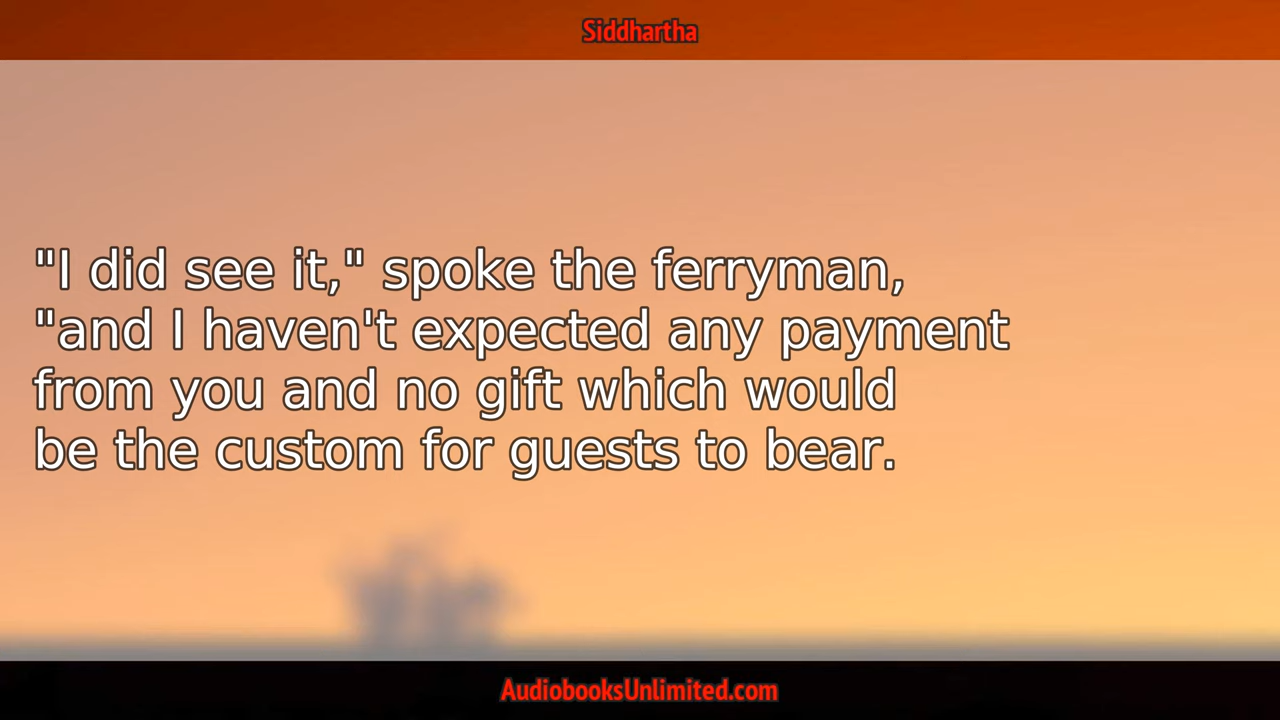 Siddhartha
"I did see it," spoke the ferryman,
"and I haven't expected any payment
from you and no gift which would
be the custom for guests to bear.
AudiobooksUnlimited.com